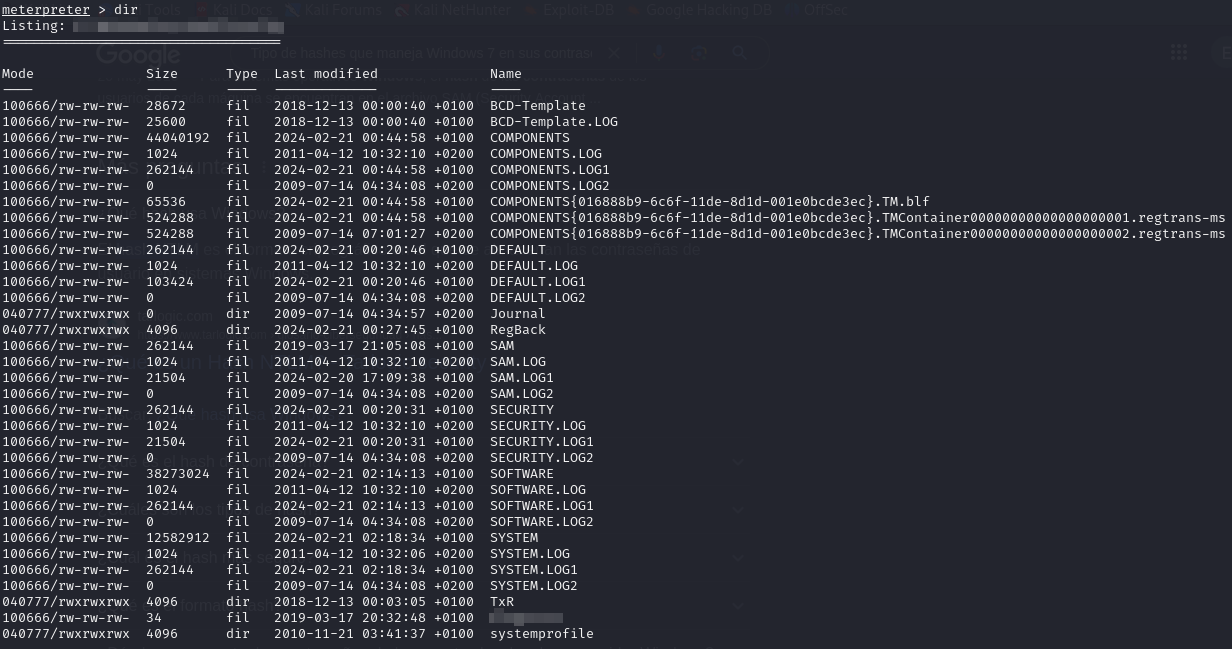 meterpreter > dir
Listing:
Mode Size Type Last modified Name
100666/rw-rw-rw- 28672 fil 2018-12-13 00:00:40 +0100 BCD-Template
100666/rw-rw-rw- 25600 fil 2018-12-13 00:00:40 +0100 BCD-Template.LOG
100666/rw-rw-rw- 44040192 fil 2024-02-21 00:44:58 +0100 COMPONENTS
100666/rw-rw-rw- 1024 fil 2011-04-12 10:32:10 +0200 COMPONENTS.LOG
100666/rw-rw-rw- 262144 fil 2024-02-21 00:44:58 +0100 COMPONENTS.LOG1
100666/rw-rw-rw- 0 fil 2009-07-14 04:34:08 +0200 COMPONENTS.LOG2
100666/rw-rw-rw- 65536 fil 2024-02-21 00:44:58 +0100 COMPONENTS{016888b9-6c6f-11de-8d1d-001e0bcde3ec}.TM.blf
100666/rw-rw-rw- 524288 fil 2024-02-21 00:44:58 +0100 COMPONENTS{016888b9-6c6f-11de-8d1d-001e0bcde3ec}.TMContainer00000000000000000001.regtrans-ms
100666/rw-rw-rw- 524288 fil 2009-07-14 07:01:27 +0200 COMPONENTS{016888b9-6c6f-11de-8d1d-001e0bcde3ec}.TMContainer00000000000000000002.regtrans-ms
100666/rw-rw-rw- 262144 fil 2024-02-21 00:20:46 +0100 DEFAULT
100666/rw-rw-rw- 1024 fil 2011-04-12 10:32:10 +0200 DEFAULT.LOG
100666/rw-rw-rw- 103424 fil 2024-02-21 00:20:46 +0100 DEFAULT.LOG1
100666/rw-rw-rw- 0 fil 2009-07-14 04:34:08 +0200 DEFAULT.LOG2
040777/rwxrwxrwx 0 dir 2009-07-14 04:34:57 +0200 Journal
040777/rwxrwxrwx 4096 dir 2024-02-21 00:27:45 +0100 RegBack
100666/rw-rw-rw- 262144 fil 2019-03-17 21:05:08 +0100 SAM
100666/rw-rw-rw- 1024 fil 2011-04-12 10:32:10 +0200 SAM.LOG
100666/rw-rw-rw- 21504 fil 2024-02-20 17:09:38 +0100 SAM.LOG1
100666/rw-rw-rw- 0 fil 2009-07-14 04:34:08 +0200 SAM.LOG2
100666/rw-rw-rw- 262144 fil 2024-02-21 00:20:31 +0100 SECURITY
100666/rw-rw-rw- 1024 fil 2011-04-12 10:32:10 +0200 SECURITY.LOG
100666/rw-rw-rw- 21504 fil 2024-02-21 00:20:31 +0100 SECURITY.LOG1
100666/rw-rw-rw- 0 fil 2009-07-14 04:34:08 +0200 SECURITY.LOG2
100666/rw-rw-rw- 38273024 fil 2024-02-21 02:14:13 +0100 SOFTWARE
100666/rw-rw-rw- 1024 fil 2011-04-12 10:32:10 +0200 SOFTWARE.LOG
100666/rw-rw-rw- 262144 fil 2024-02-21 02:14:13 +0100 SOFTWARE.LOG1
100666/rw-rw-rw- 0 fil 2009-07-14 04:34:08 +0200 SOFTWARE.LOG2
100666/rw-rw-rw- 12582912 fil 2024-02-21 02:18:34 +0100 SYSTEM
100666/rw-rw-rw- 1024 fil 2011-04-12 10:32:06 +0200 SYSTEM.LOG
100666/rw-rw-rw- 262144 fil 2024-02-21 02:18:34 +0100 SYSTEM.LOG1
100666/rw-rw-rw- 0 fil 2009-07-14 04:34:08 +0200 SYSTEM.LOG2
040777/rwxrwxrwx 4096 dir 2018-12-13 00:03:05 +0100 TxR
100666/rw-rw-rw- 34 fil 2019-03-17 20:32:48 +0100
040777/rwxrwxrwx 4096 dir 2010-11-21 03:41:37 +0100 systemprofile